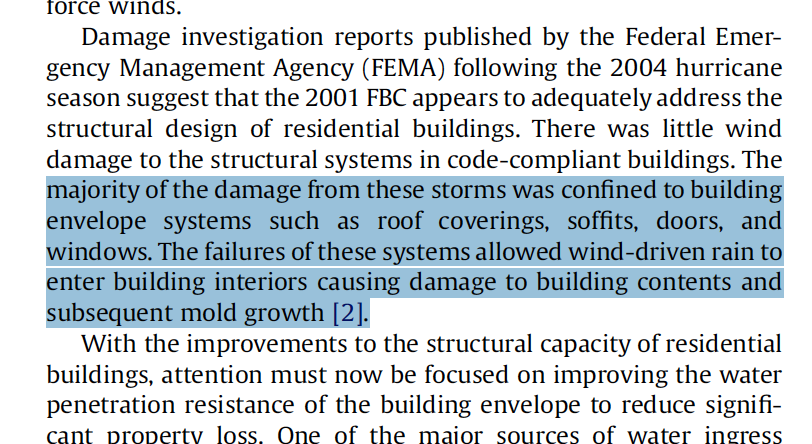 force winds.
Damage investigation reports published by the Federal Emer-
gency Management Agency (FEMA) following the 2004 hurricane
season suggest that the 2001 FBC appears to adequately address the
structural design of residential buildings. There was little wind
damage to the structural systems in code-compliant buildings. The
majority of the damage from these storms was confined to building
envelope systems such as roof coverings, soffits, doors, and
windows. The failures of these systems allowed wind-driven rain to
enter building interiors causing damage to building contents and
subsequent mold growth [2].
With the improvements to the structural capacity of residential
buildings, attention must now be focused on improving the water
penetration resistance of the building envelope to reduce signifi-
cant property loss. One of the major sources of water ingress